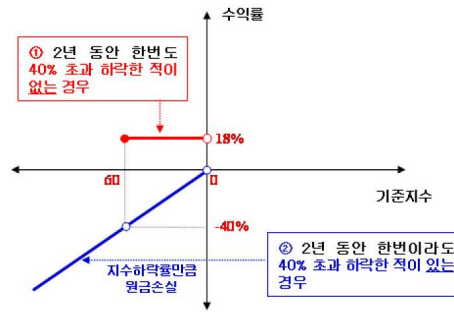 수익률
① 2년 동안 한번도
40% 초과 하락한 적이
없는 경우
18%
60
0
기준지수
-40%
지수하락률만큼
원금손실
② 2년 동안 한번이라도
40% 초과 하락한 적이 있는
경우